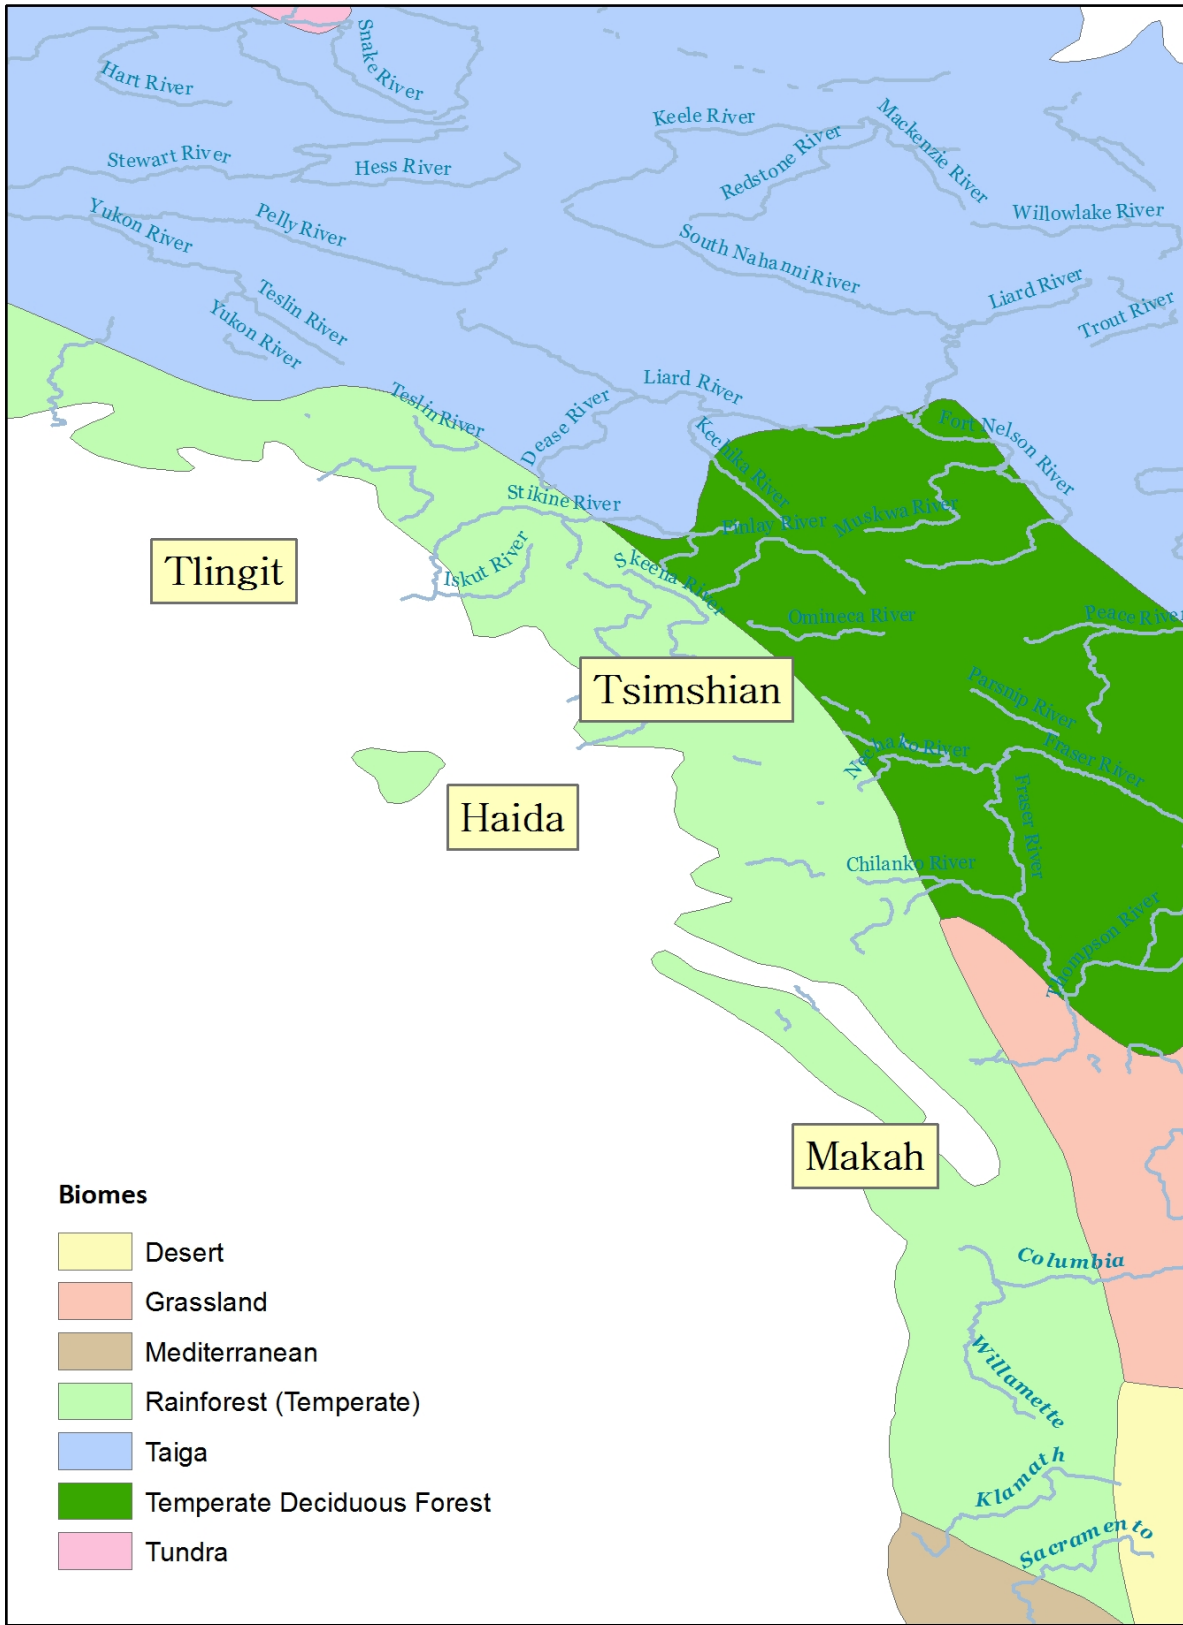 Snake River
Hart River
Keele River
Mackenzie River
Redstone River
Stewart River
Hess River
Willowlake River
Yukon River
Pelly River
South Nahanni River
Liard River
Teslin River
Yukon River
Trout River
Liard River
Teslin River
Dease River
Fort Nelson River
Kechika River
Stikine River
Muskwa River
Finlay River
Iskut River
Skeena River
Tlingit
Omineca River
Peace River
Tsimshian
Parsnip River
Nechako River
Fraser River
Haida
Fraser River
Chilanko River
Thompson River
Makah
Biomes
Desert
Columbia
Grassland
Mediterranean
Willamette
Rainforest (Temperate)
Taiga
Klamath
Temperate Deciduous Forest
Sacramento
Tundra